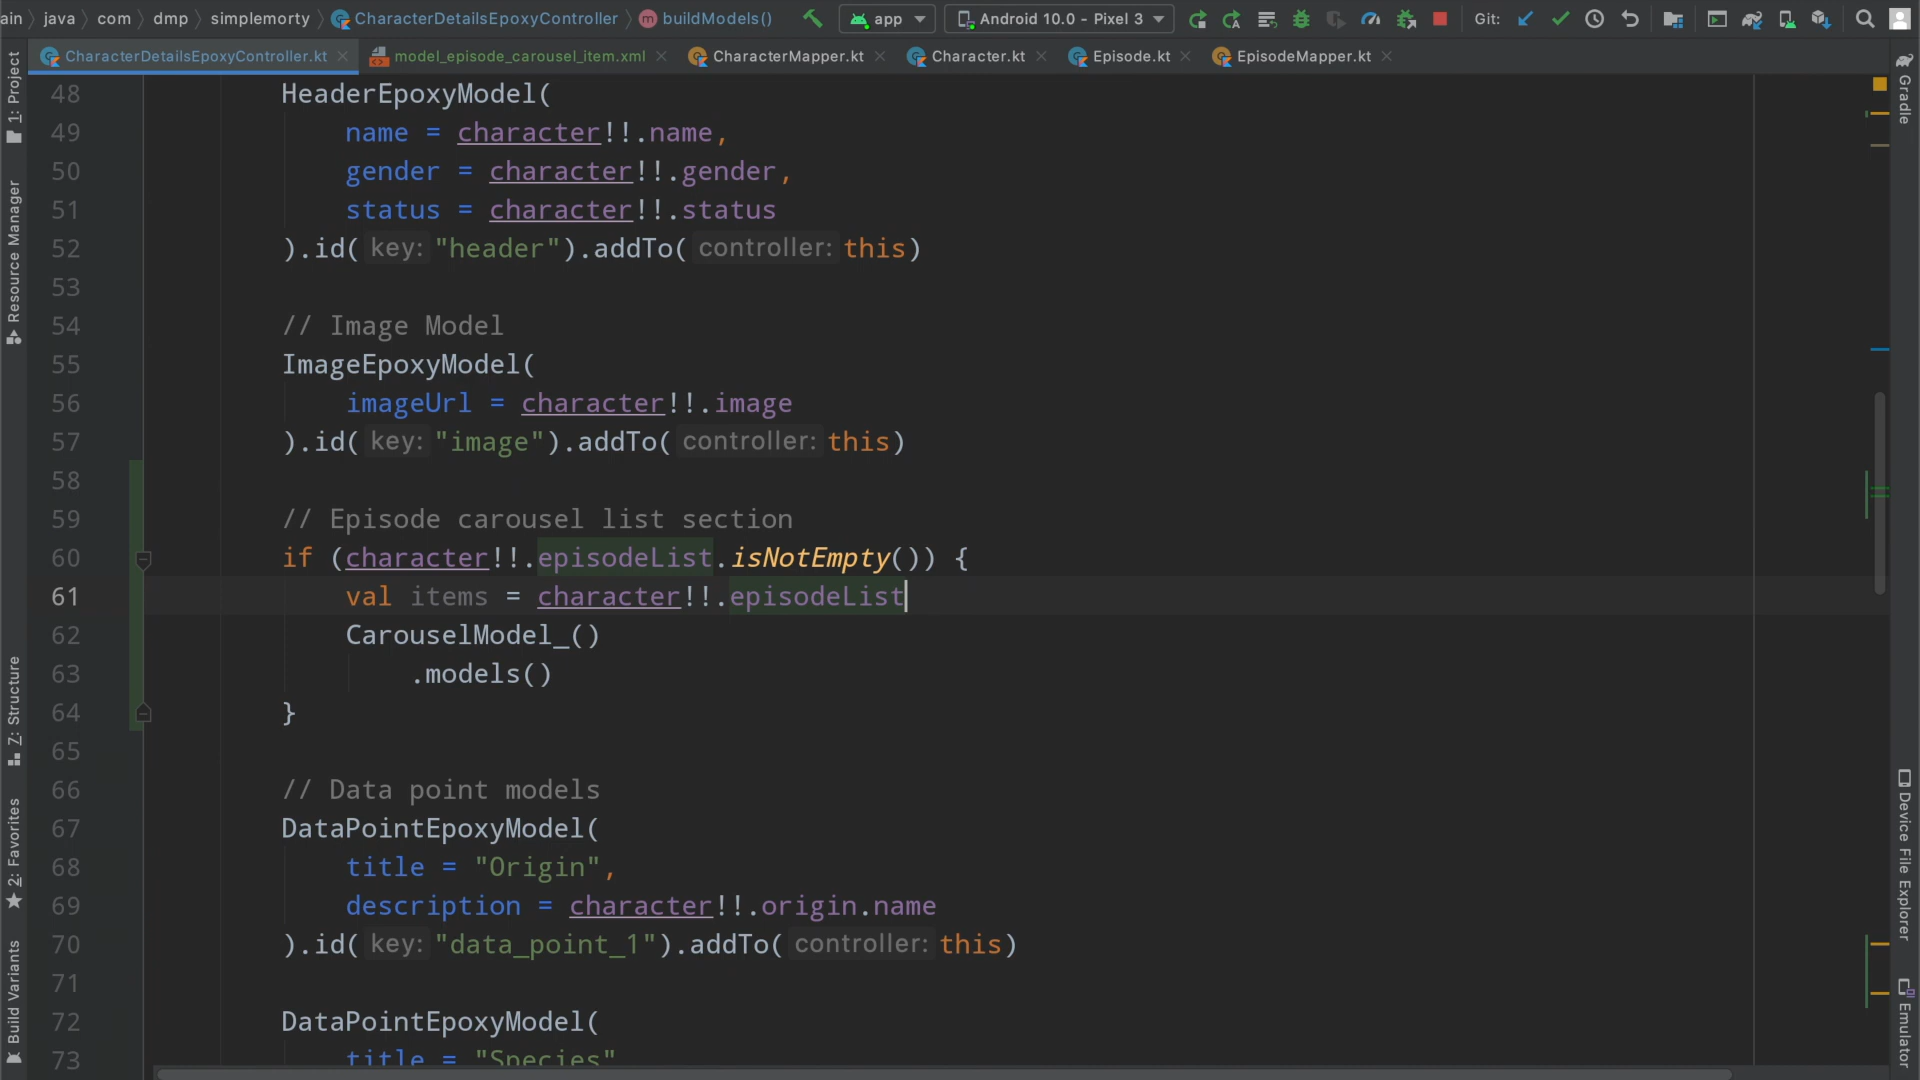 ain java com dmp simplemorty CharacterDetailsEpoxyController m buildModels() app Android 10.0 - Pixel 3 Git:
CharacterDetailsEpoxyController.kt model_episode_carousel_item.xml CharacterMapper.kt Character.kt Episode.kt EpisodeMapper.kt
1: Project
Resource Manager
Z: Structure
2: Favorites
Build Variants
48 HeaderEpoxyModel(
49 name = character!!.name,
50 gender = character!!.gender,
51 status = character!!.status
52 ).id( key: "header").addTo( controller: this)
53
54 // Image Model
55 ImageEpoxyModel(
56 imageUrl = character!!.image
57 ).id( key: "image").addTo( controller: this)
58
59 // Episode carousel list section
60 if (character!!.episodeList.isNotEmpty()) {
61 val items = character!!.episodeList
62 CarouselModel_()
63 .models()
64 }
65
66 // Data point models
67 DataPointEpoxyModel(
68 title = "Origin",
69 description = character!!.origin.name
70 ).id( key: "data_point_1").addTo( controller: this)
71
72 DataPointEpoxyModel(
73 title = "Species"
Gradle
Device File Explorer
Emulator